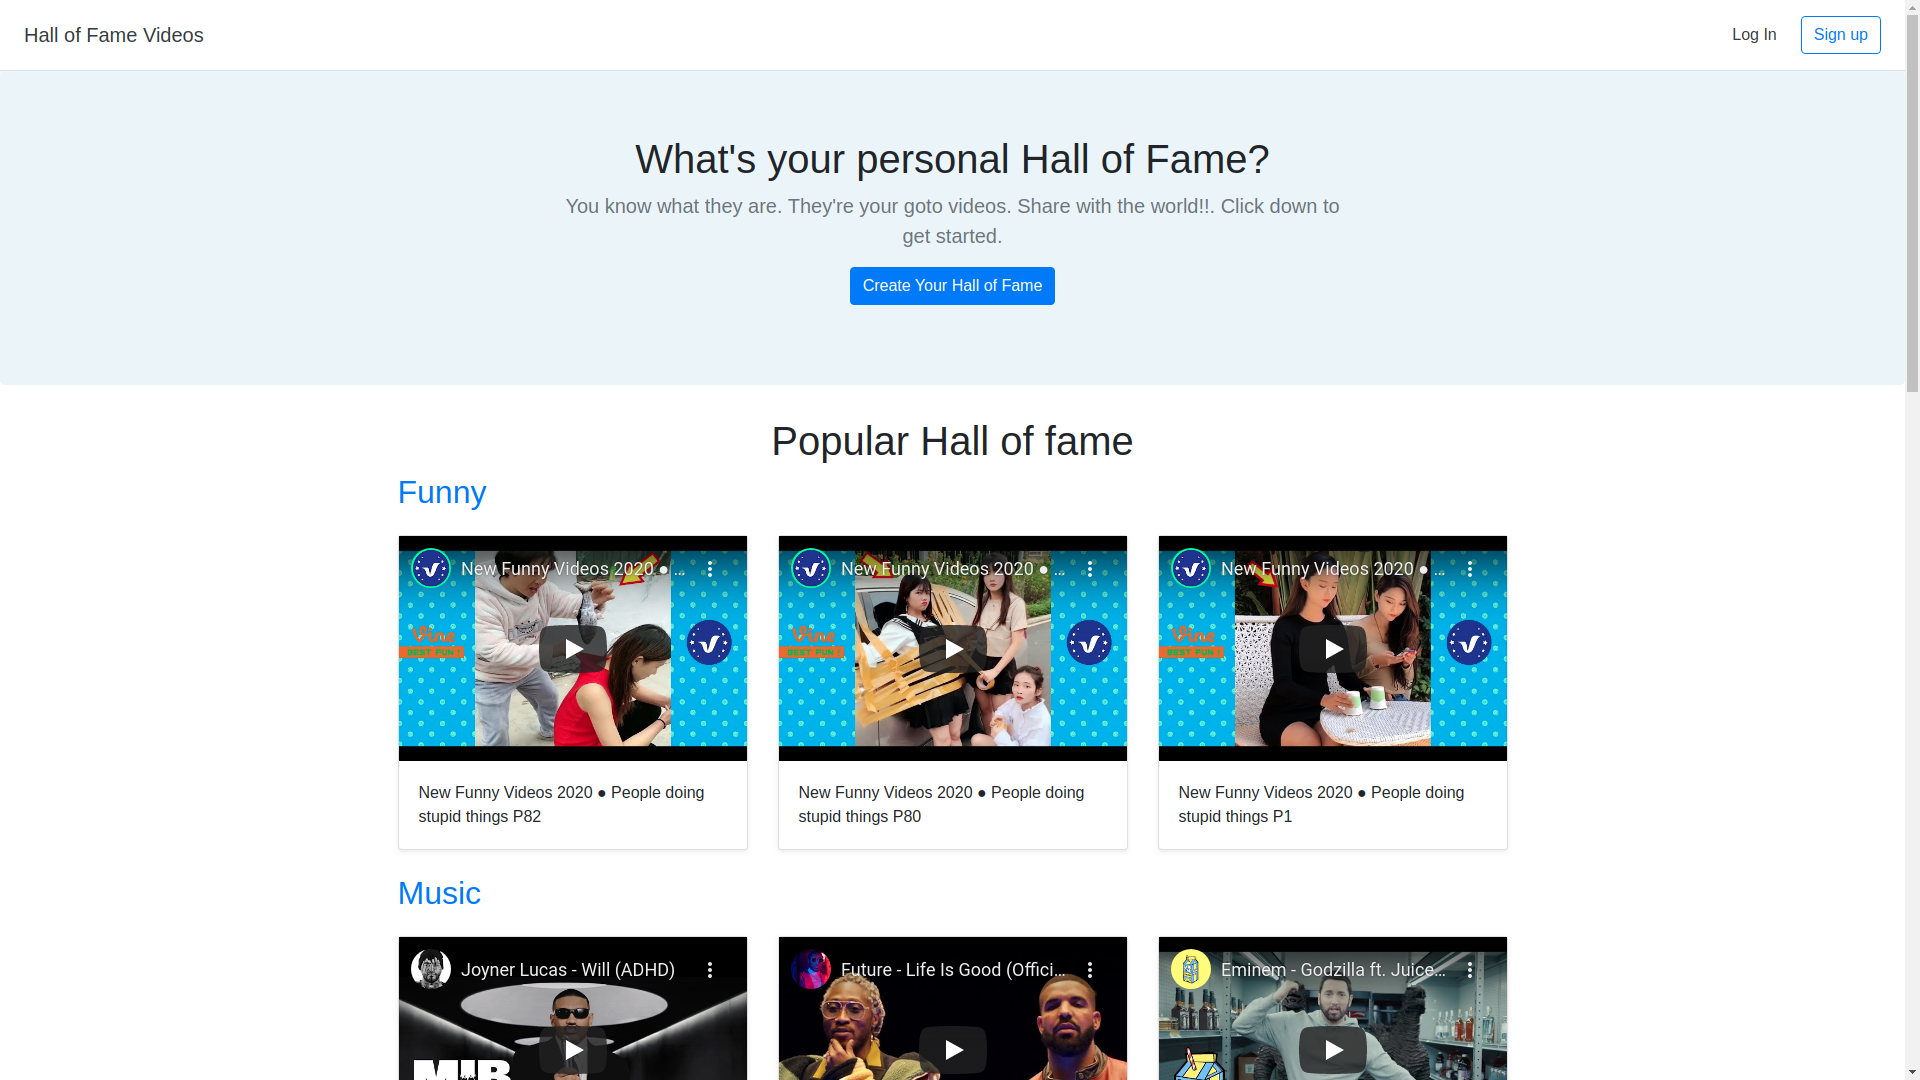 Hall of Fame Videos
Log In
Sign up
What's your personal Hall of Fame?
You know what they are. They're your goto videos. Share with the world!!. Click down to
get started.
Create Your Hall of Fame
Popular Hall of fame
Funny
New Funny Videos 2020 ● ...
New Funny Videos 2020 ● ...
New Funny Videos 2020 ● ...
Vine
BEST FUN !
Vine
BEST FUN !
Vine
BEST FUN !
New Funny Videos 2020 ● People doing
stupid things P82
New Funny Videos 2020 ● People doing
stupid things P80
New Funny Videos 2020 ● People doing
stupid things P1
Music
Joyner Lucas - Will (ADHD)
Future - Life Is Good (Offici...
Eminem - Godzilla ft. Juice...